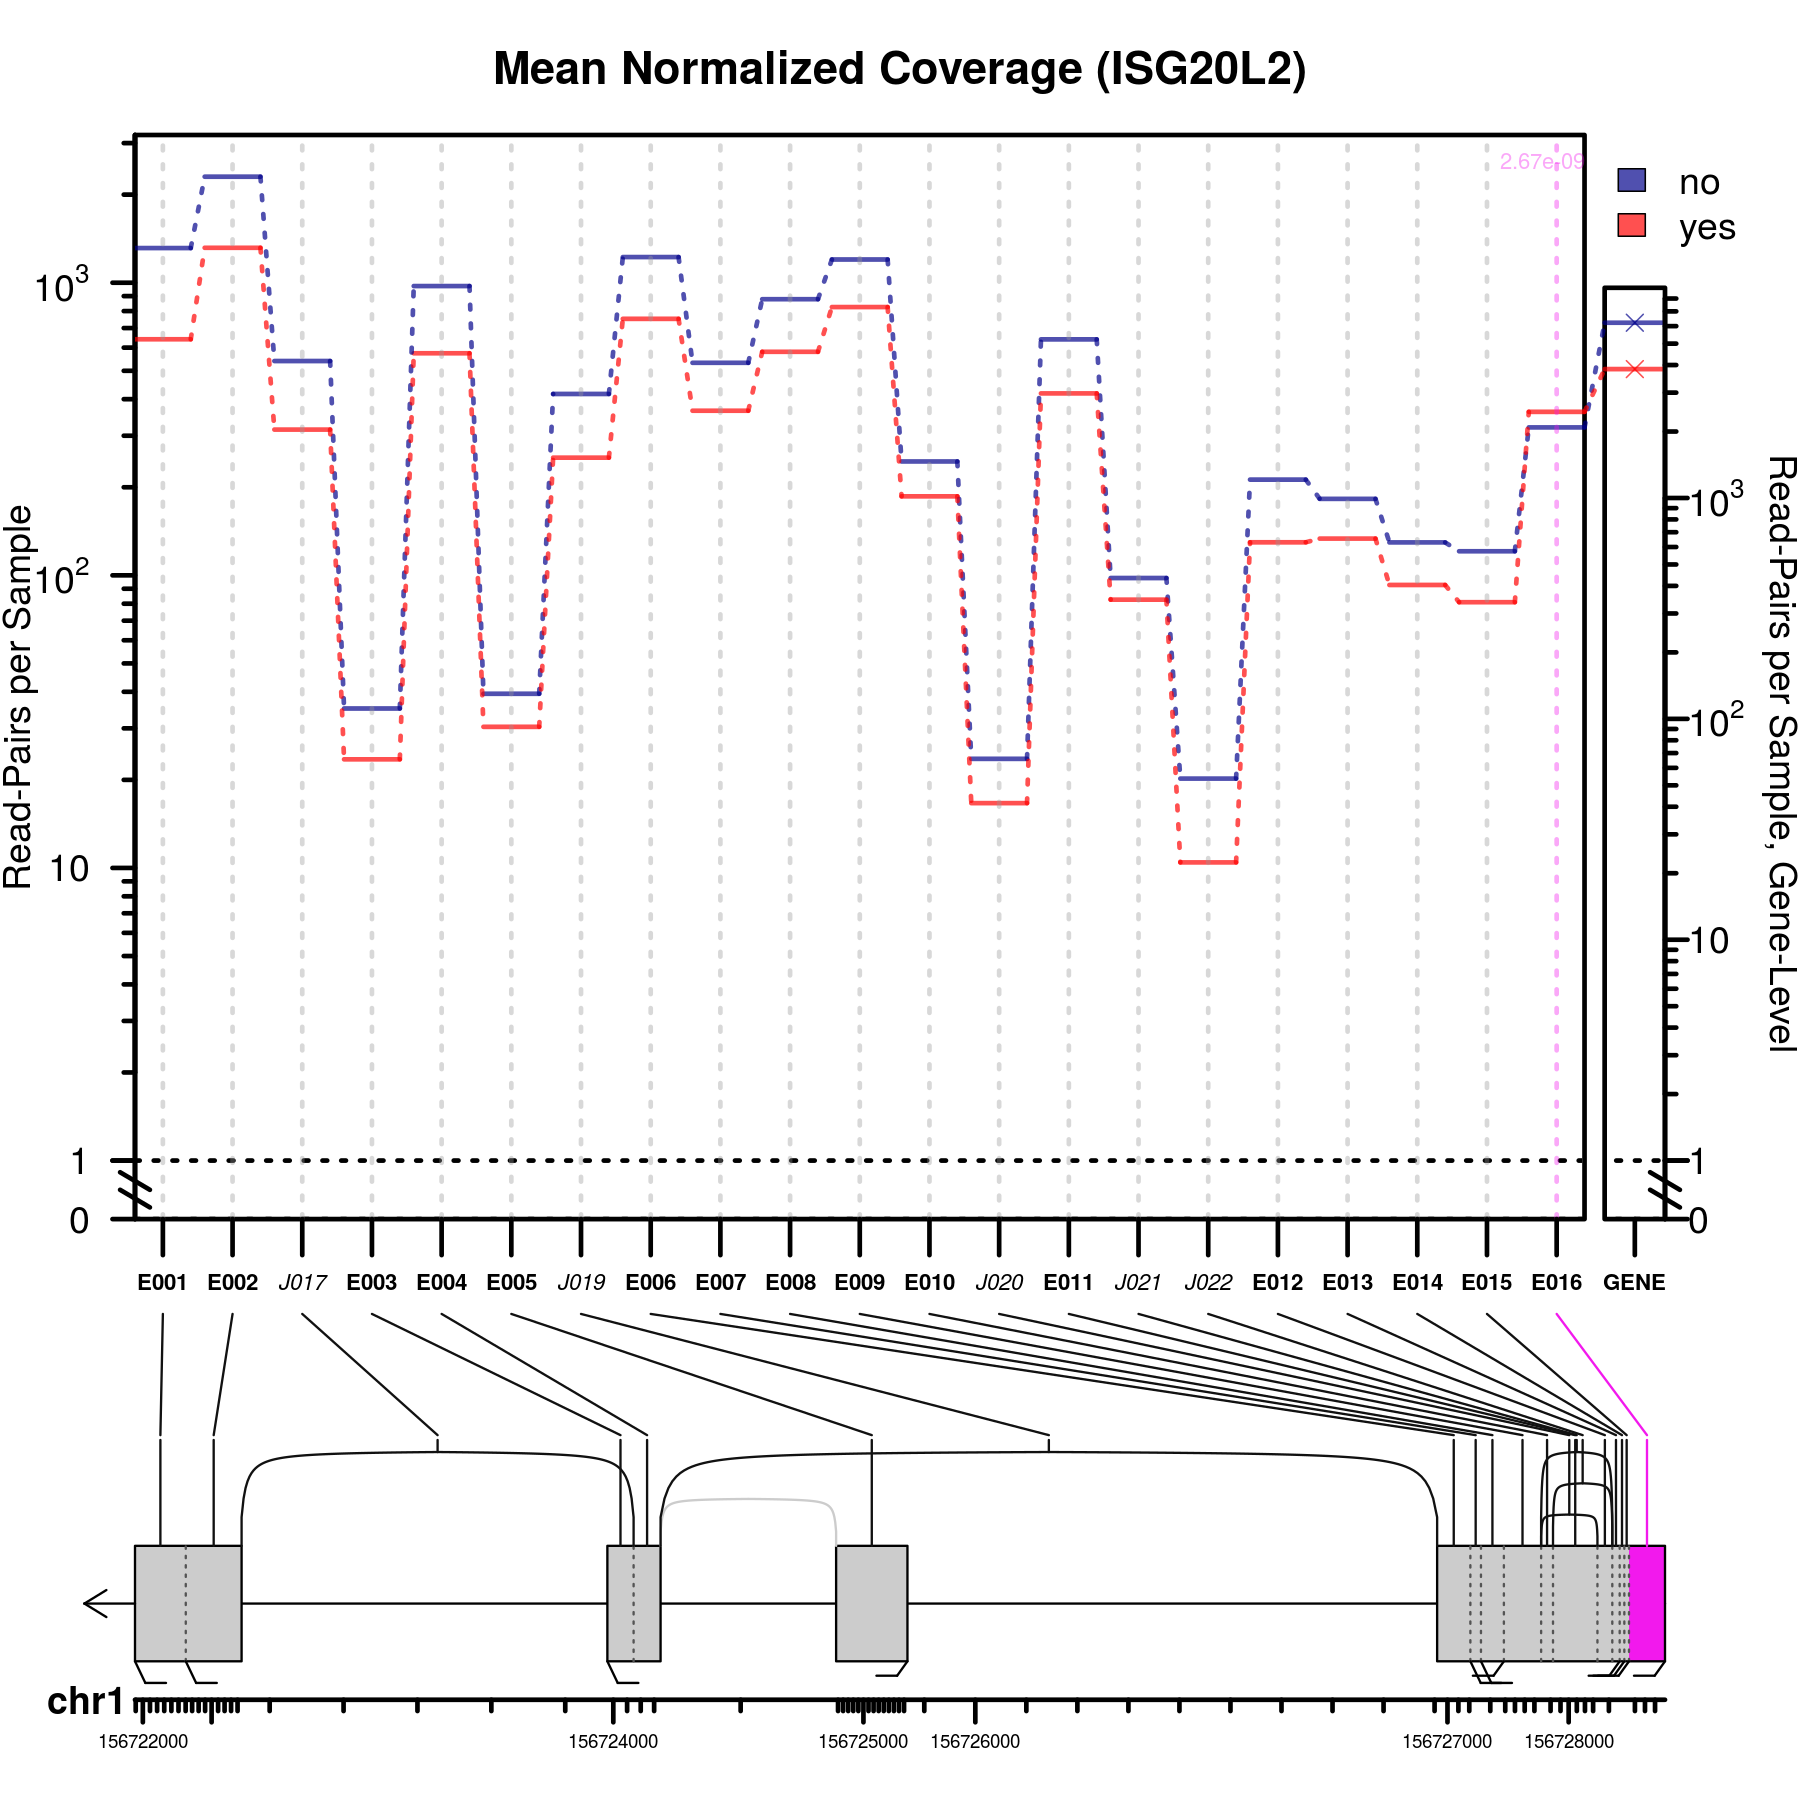 Mean Normalized Coverage (ISG20L2)
2.67e-09
no
yes
Read-Pairs per Sample
10³
10²
10
1
0
Read-Pairs per Sample, Gene-Level
10³
10²
10
1
0
E001 E002 J017 E003 E004 E005 J019 E006 E007 E008 E009 E010 J020 E011 J021 J022 E012 E013 E014 E015 E016 GENE
chr1
156722000 156724000 156725000 156726000 156727000 156728000